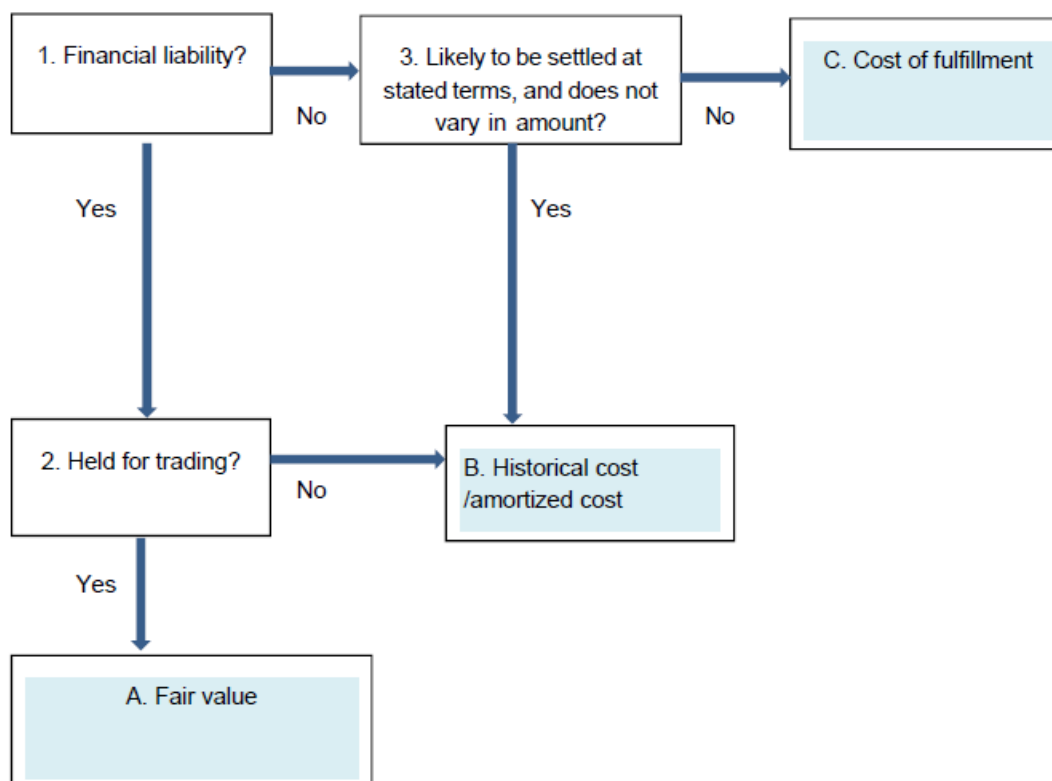 1. Financial liability?
No
3. Likely to be settled at
stated terms, and does not
vary in amount?
No
C. Cost of fulfillment
Yes
Yes
2. Held for trading?
No
B. Historical cost
/amortized cost
Yes
A. Fair value